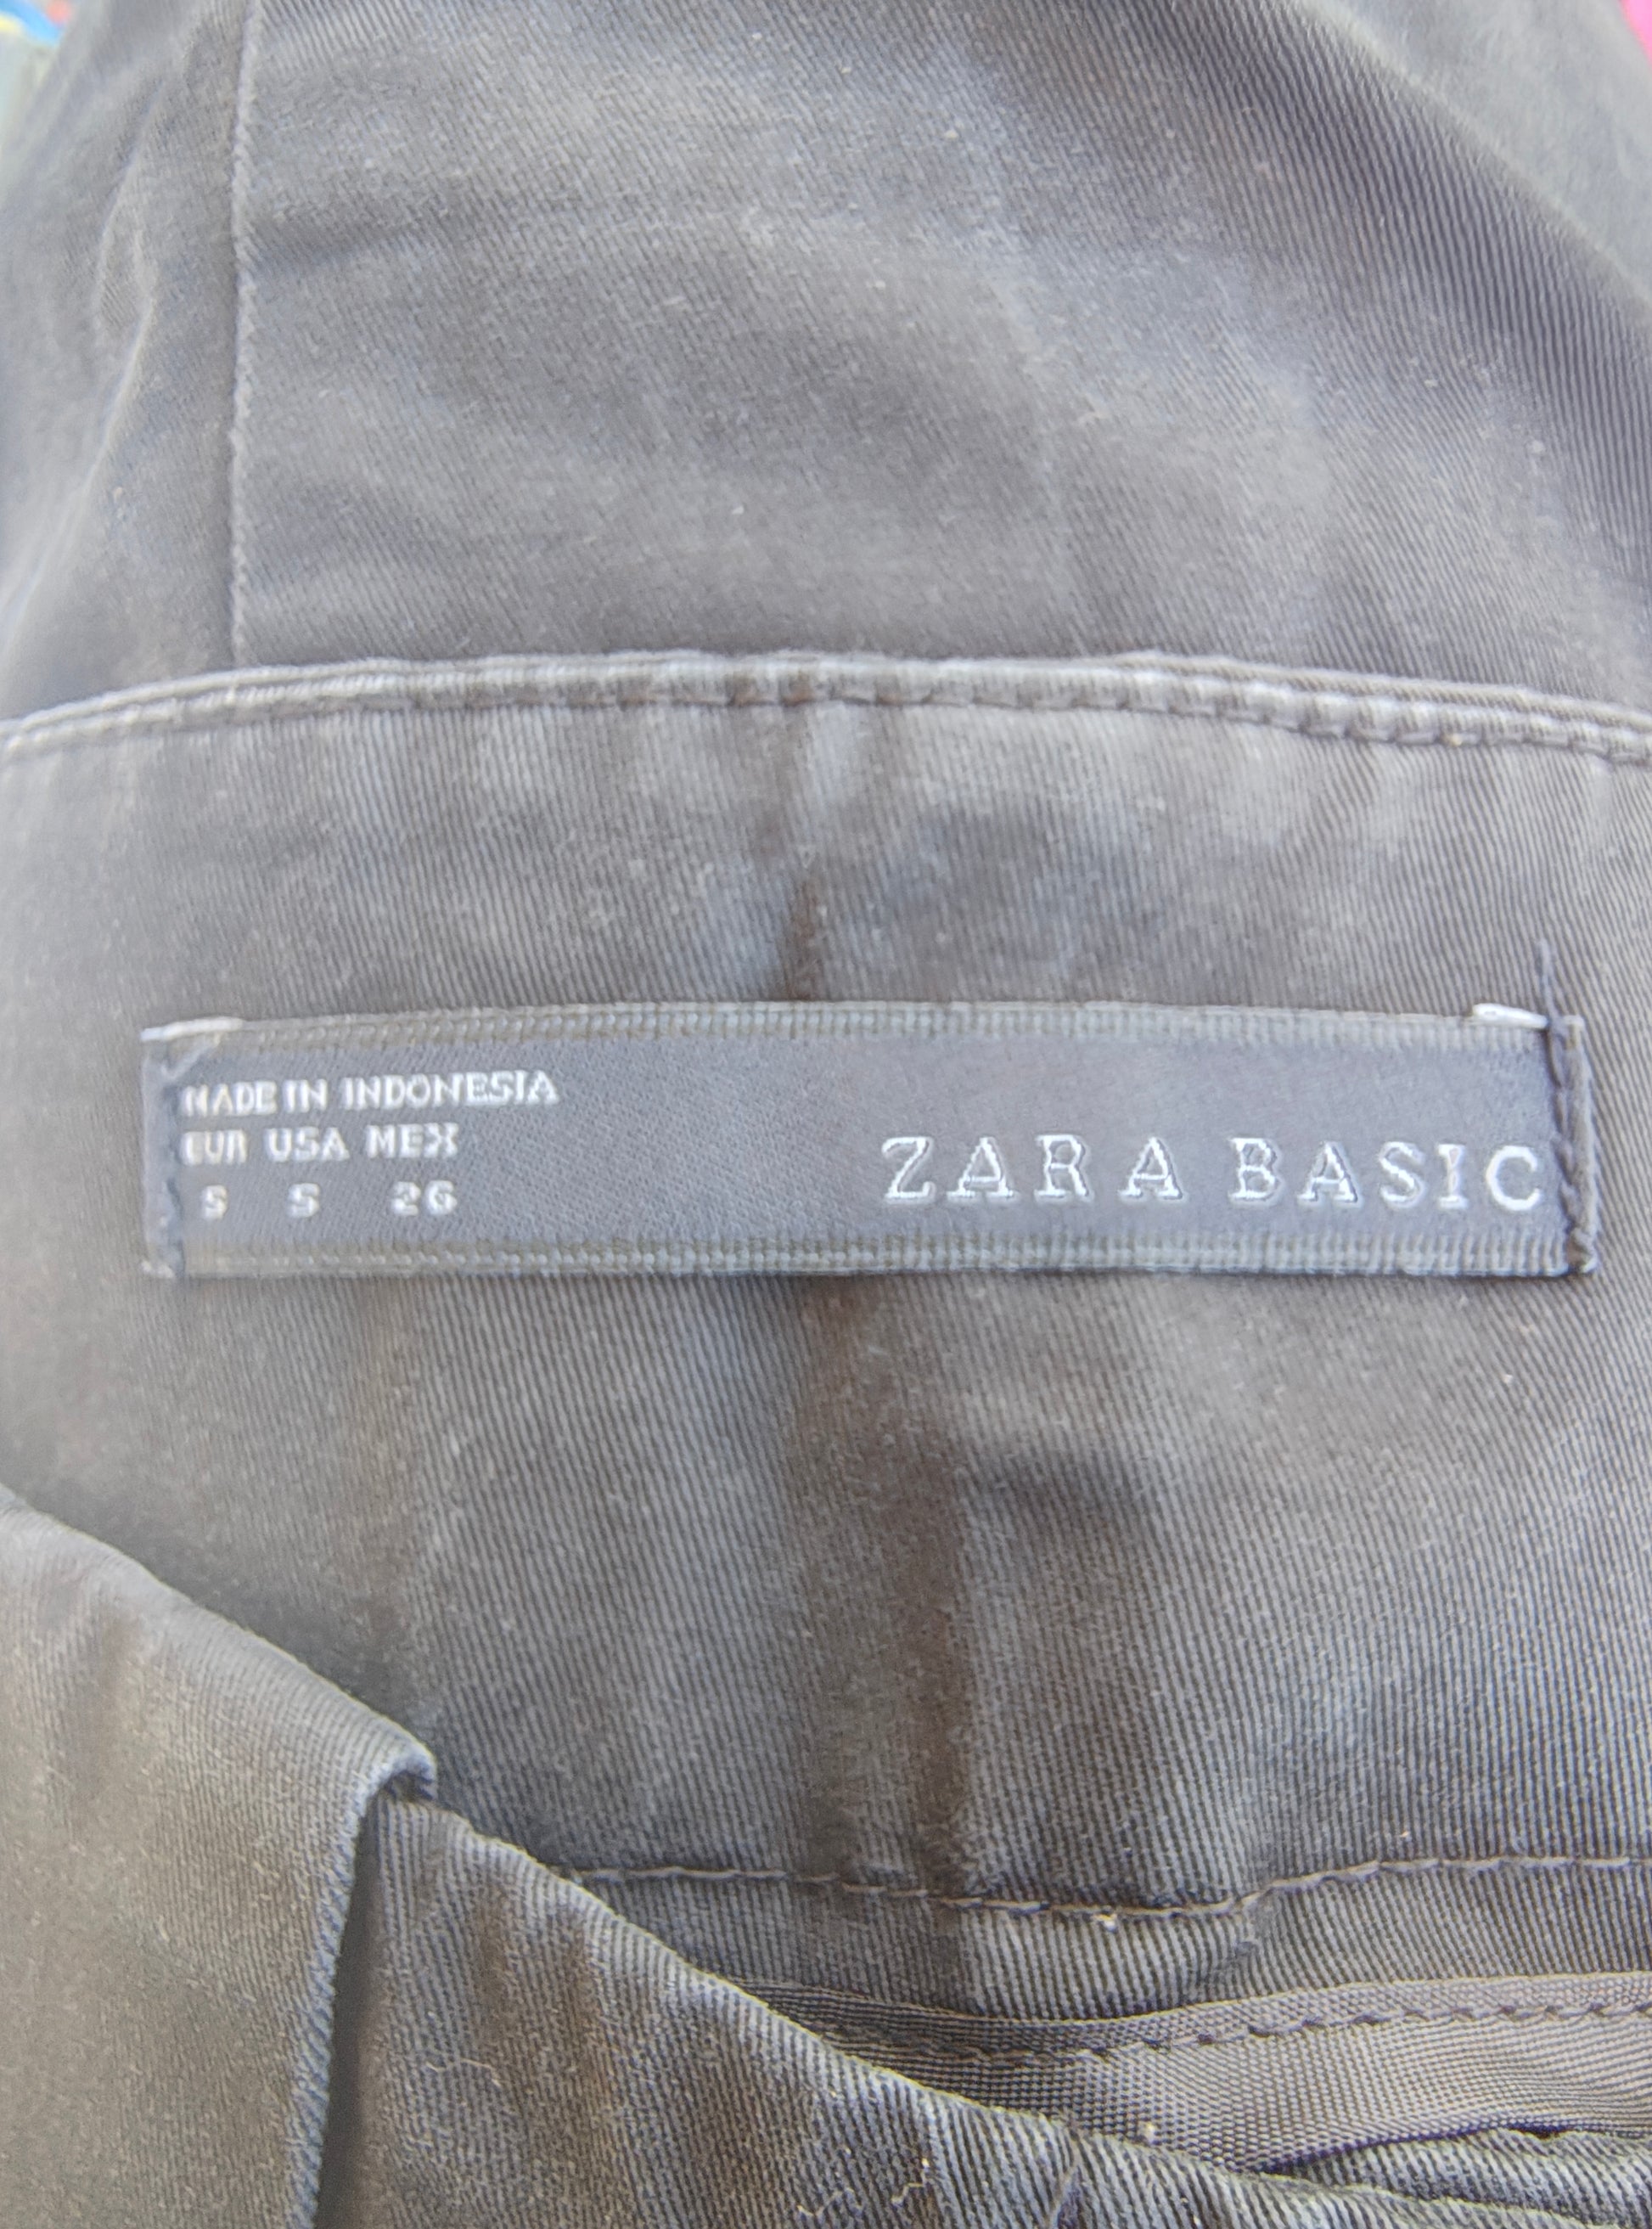 MADE IN INDONESIA
EUR USA MEX
S S 26
ZARA BASIC